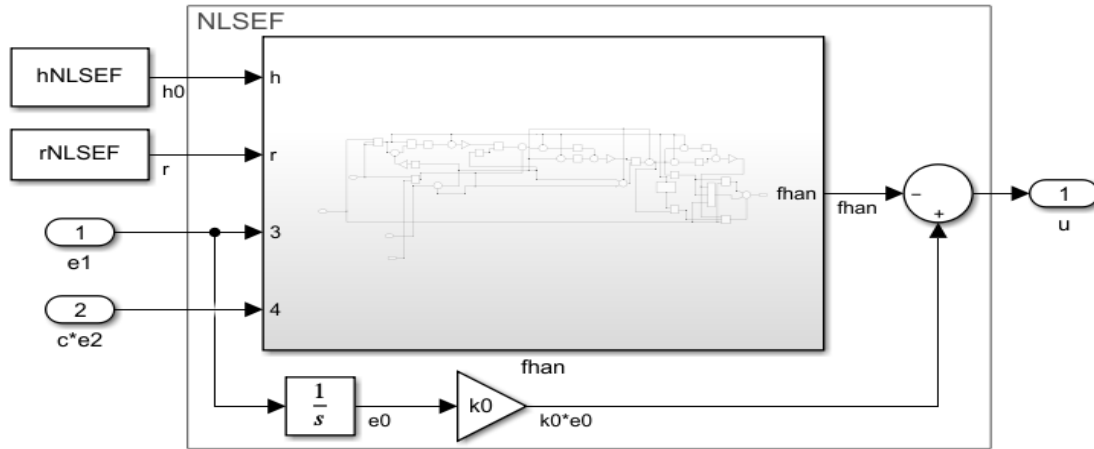 NLSEF
hNLSEF
h0
h
rNLSEF
r
r
fhan
fhan
−
+
1
u
1
e1
3
2
c*e2
4
fhan
1
s
e0
k0
k0*e0